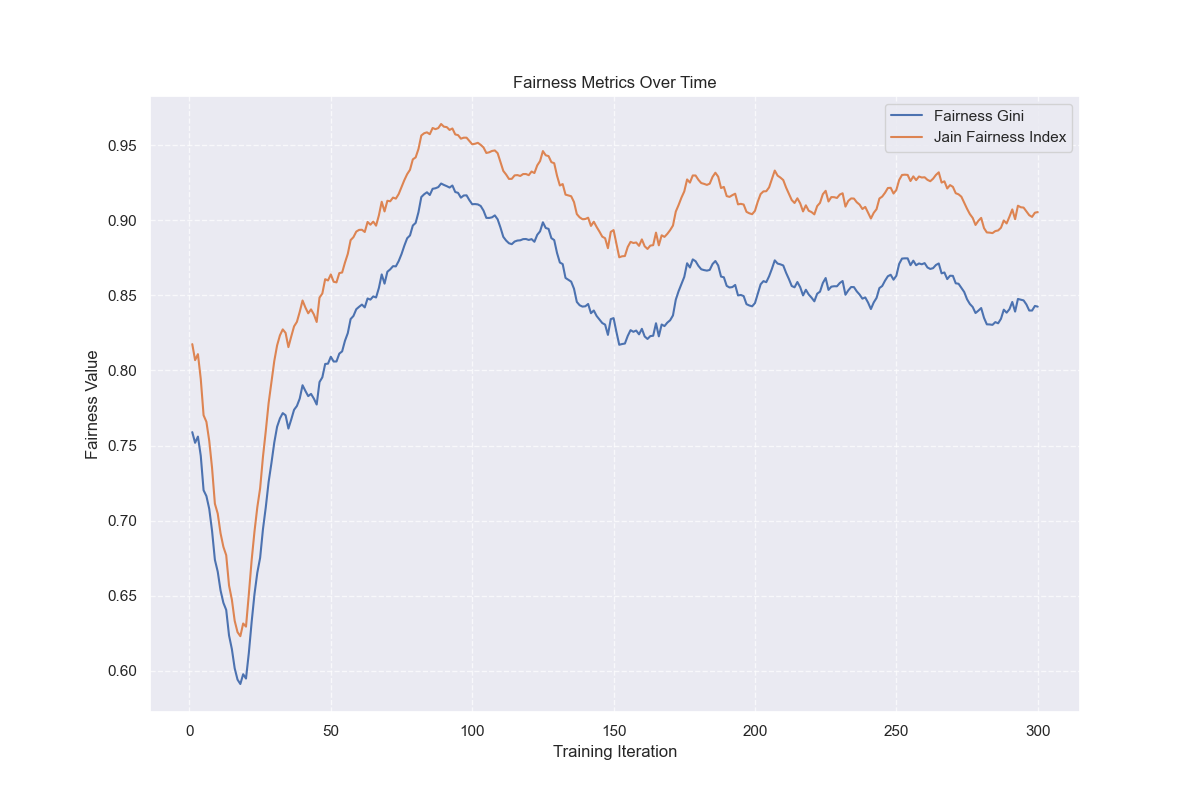 Fairness Metrics Over Time
Fairness Gini
Jain Fairness Index
Fairness Value
0.95
0.90
0.85
0.80
0.75
0.70
0.65
0.60
0 50 100 150 200 250 300
Training Iteration